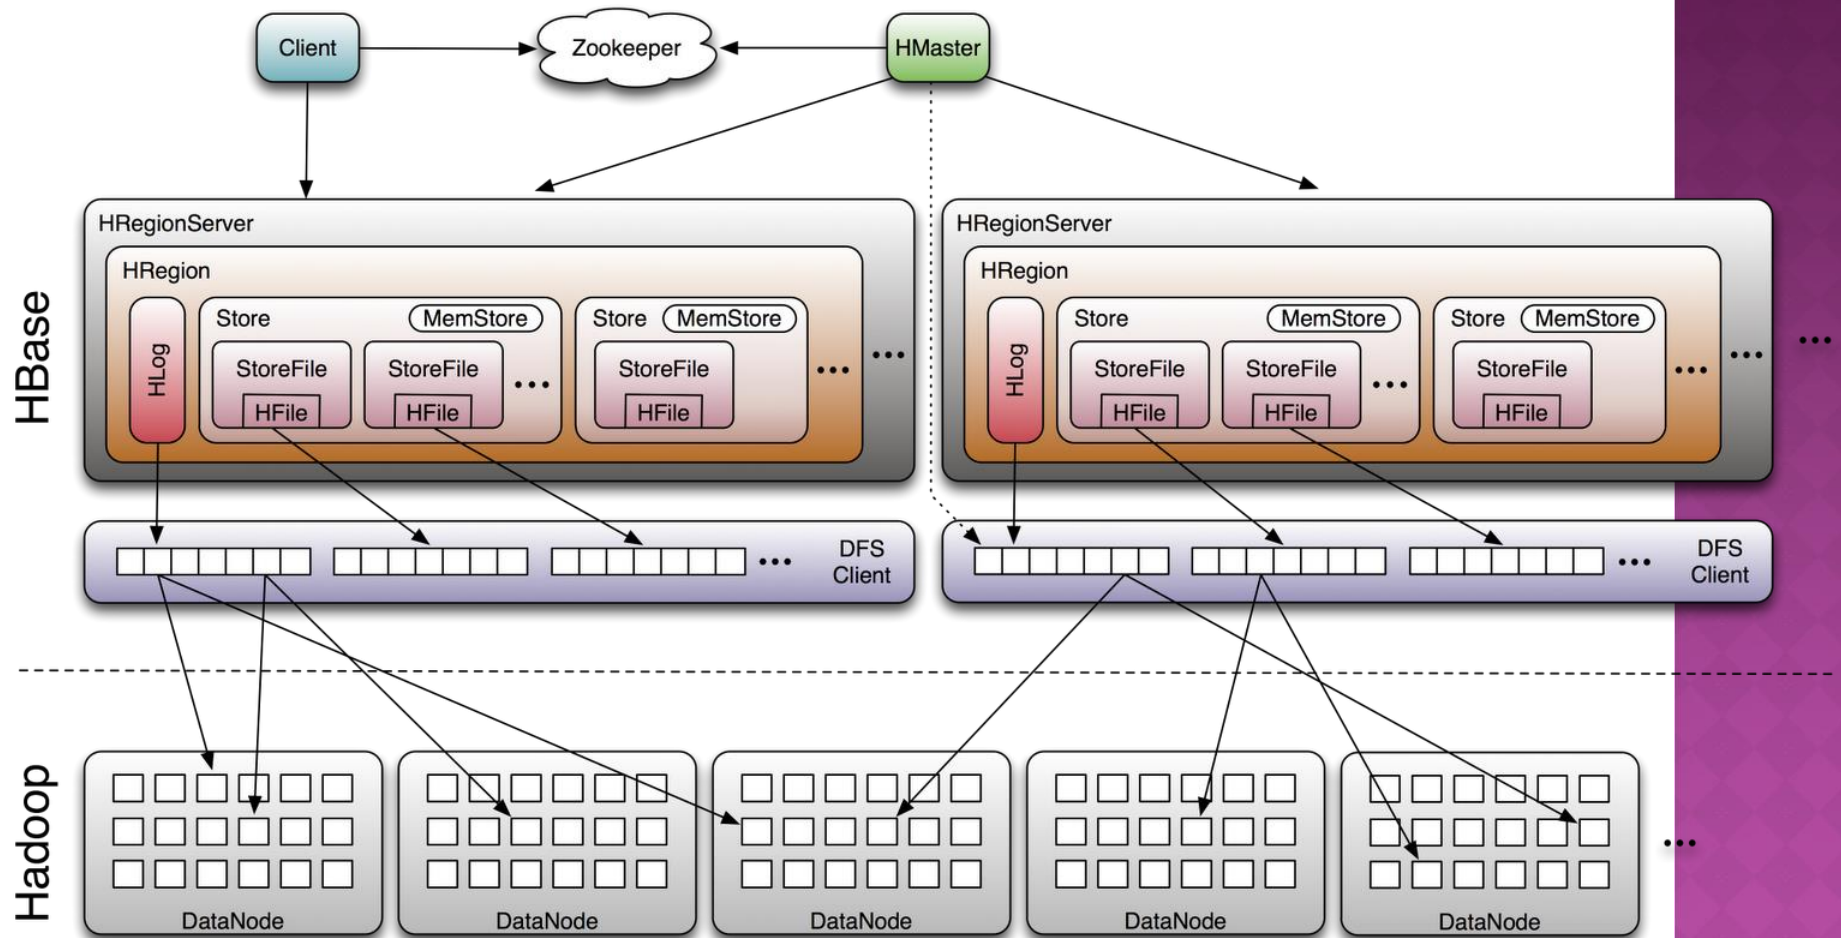 Client
Zookeeper
HMaster
HBase
HRegionServer
HRegion
HLog
Store
MemStore
StoreFile
HFile
StoreFile
HFile
...
Store
MemStore
StoreFile
HFile
...
...
HRegionServer
HRegion
HLog
Store
MemStore
StoreFile
HFile
StoreFile
HFile
...
Store
MemStore
StoreFile
HFile
...
...
...
...
DFS
Client
...
DFS
Client
Hadoop
DataNode
DataNode
DataNode
DataNode
DataNode
...